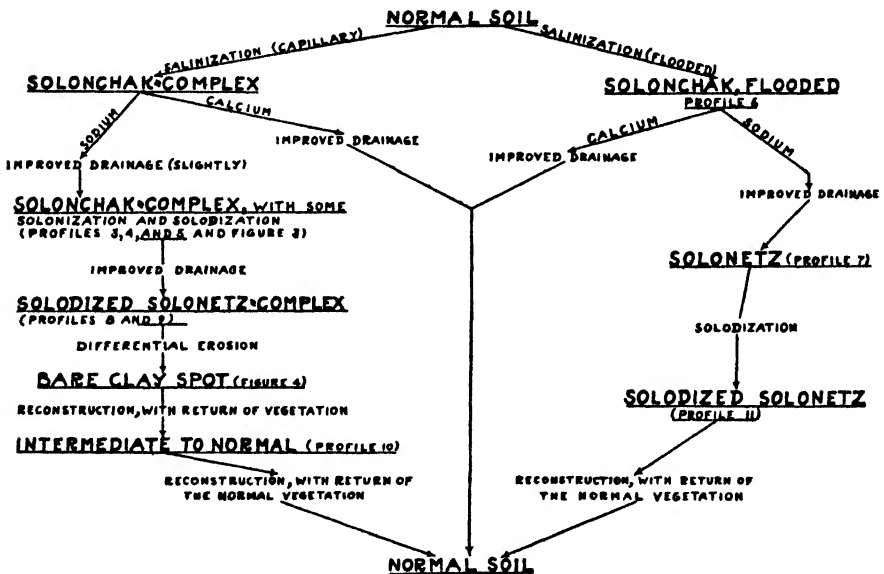 NORMAL SOIL
SALINIZATION (CAPILLARY)
SALINIZATION (FLOODED)
SOLONCHAK-COMPLEX
SOLONCHAK, FLOODED
PROFILE 6
SODIUM
CALCIUM
CALCIUM
SODIUM
IMPROVED DRAINAGE
IMPROVED DRAINAGE
IMPROVED DRAINAGE (SLIGHTLY)
IMPROVED DRAINAGE
SOLONCHAK-COMPLEX, WITH SOME
SOLONIZATION AND SOLODIZATION
(PROFILES 3, 4, AND 5 AND FIGURE 3)
SOLONETZ (PROFILE 7)
IMPROVED DRAINAGE
SOLODIZED SOLONETZ-COMPLEX
(PROFILES 8 AND 9)
SOLODIZATION
DIFFERENTIAL EROSION
BARE CLAY SPOT (FIGURE 4)
SOLODIZED SOLONETZ
(PROFILE 11)
RECONSTRUCTION, WITH RETURN OF VEGETATION
INTERMEDIATE TO NORMAL (PROFILE 10)
RECONSTRUCTION, WITH RETURN OF
THE NORMAL VEGETATION
RECONSTRUCTION, WITH RETURN OF
THE NORMAL VEGETATION
NORMAL SOIL